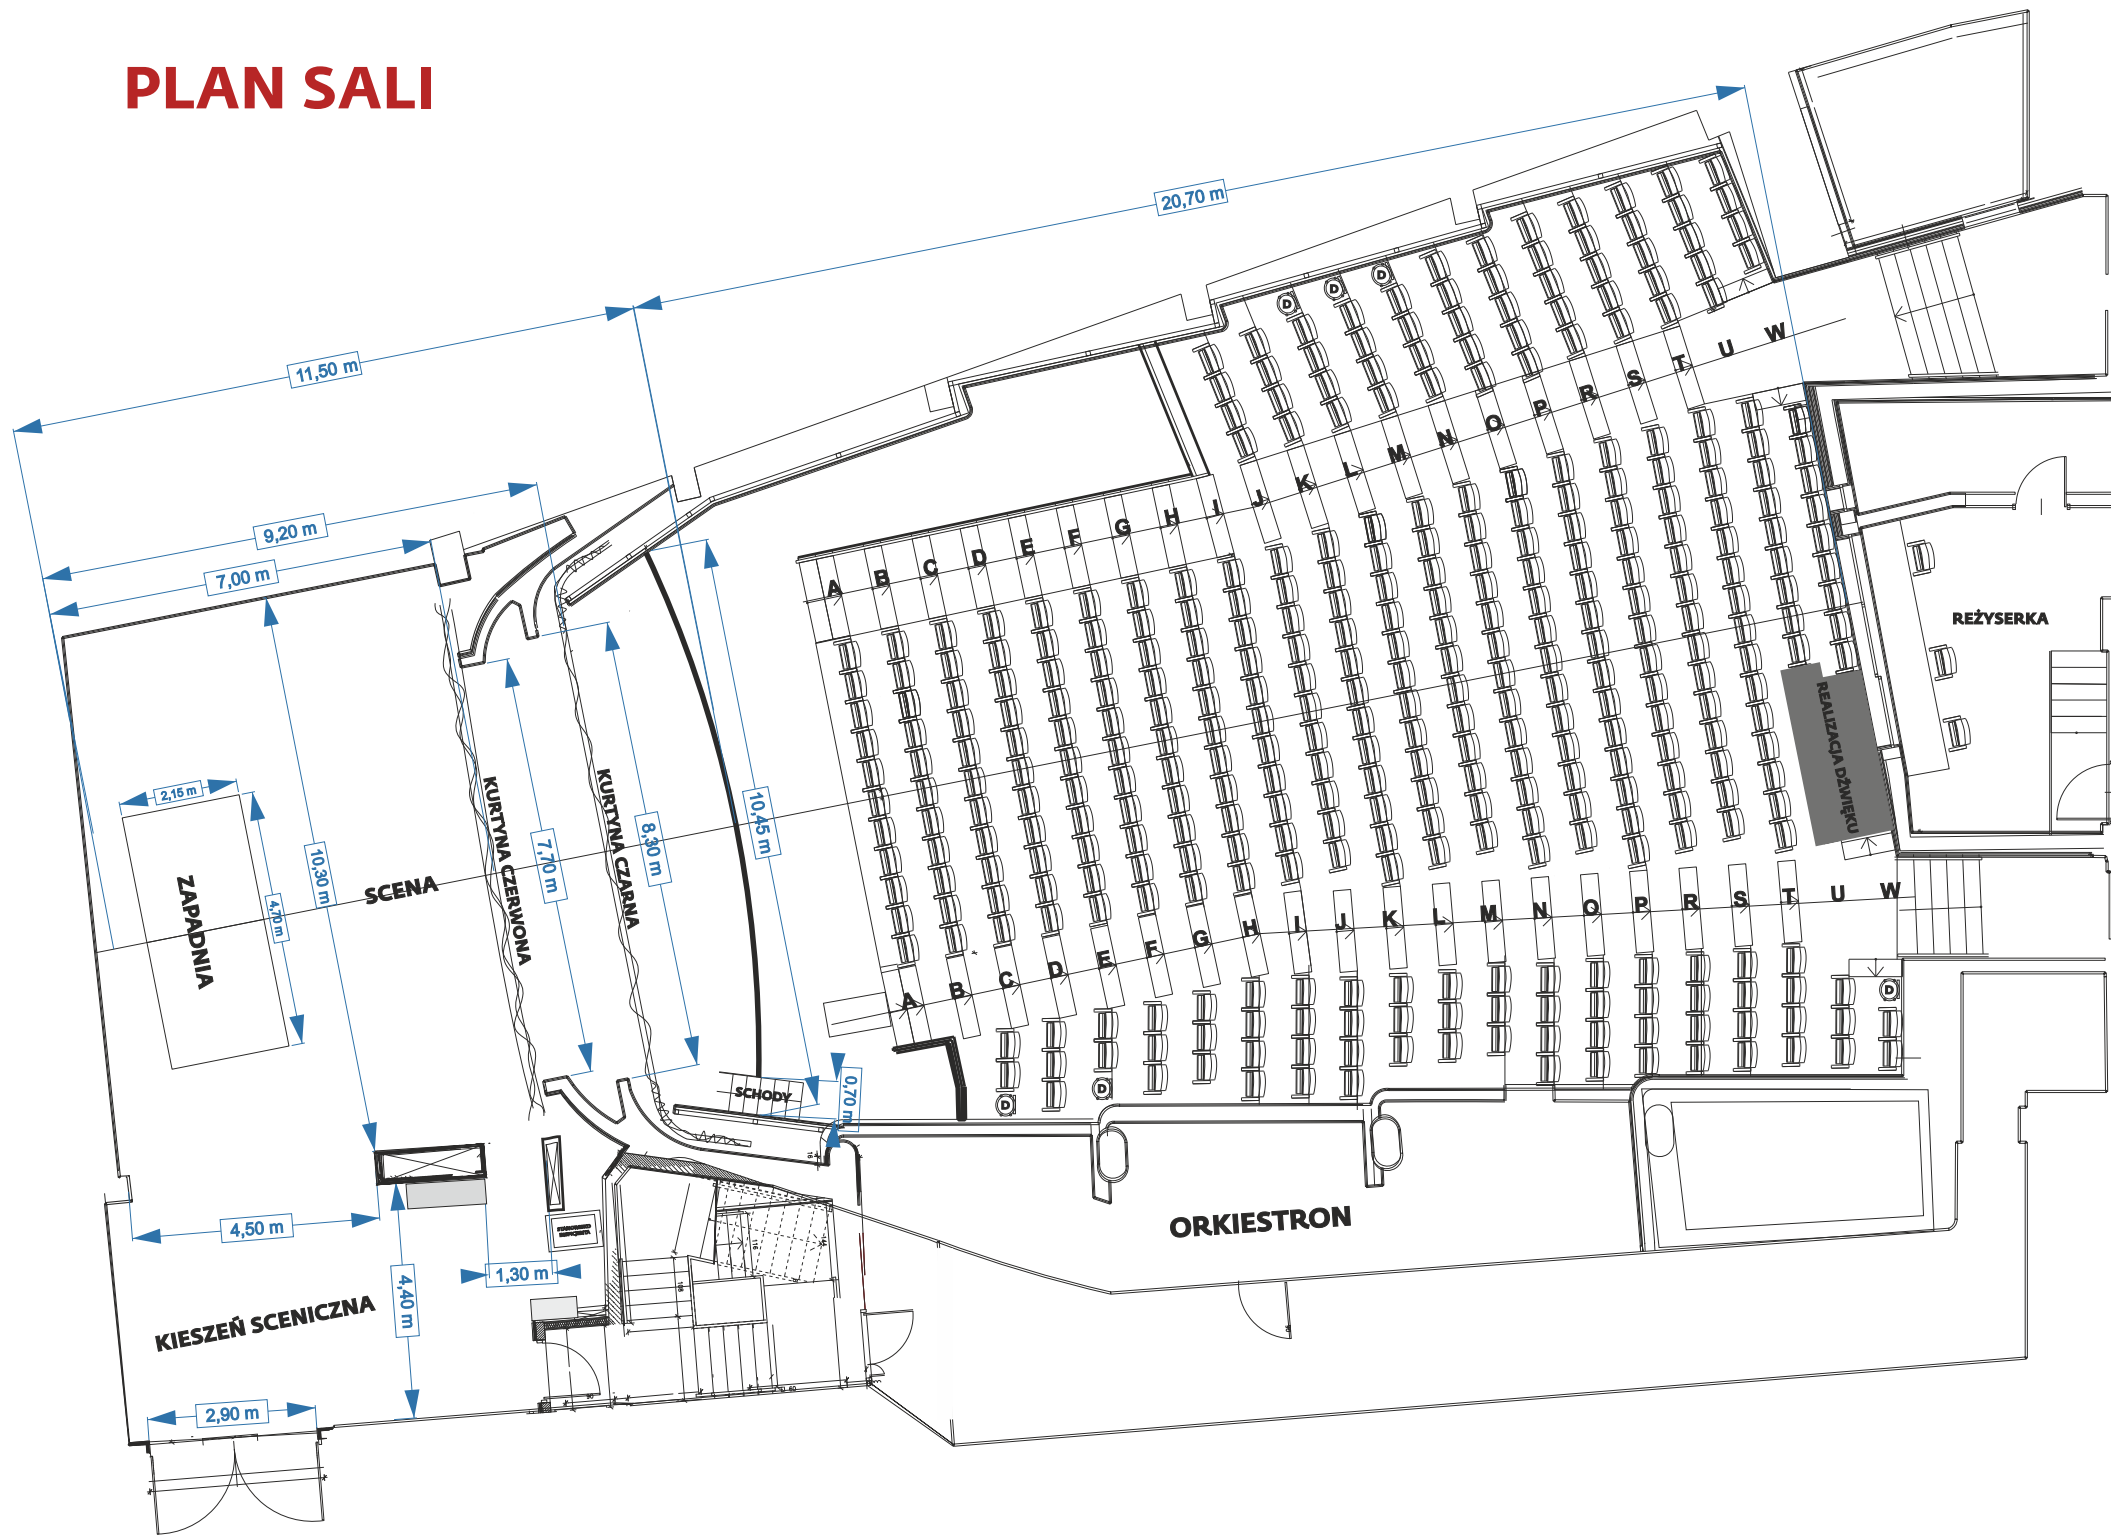 PLAN SALI
20,70 m
11,50 m
9,20 m
7,00 m
A B C D E F G H I J K L M N O P R S T U W
D
D
D
REŻYSERKA
REALIZACJA DŹWIĘKU
10,45 m
8,30 m
7,70 m
10,30 m
2,15 m
4,70 m
ZAPADNIA
SCENA
KURTYNA CZERWONA
KURTYNA CZARNA
A B C D E F G H I J K L M N O P R S T U W
D
D
D
SCHODY
0,70 m
4,50 m
1,30 m
4,40 m
KIESZEŃ SCENICZNA
2,90 m
ORKIESTRON